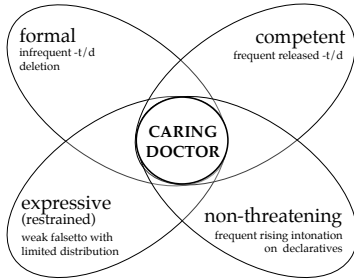 formal
infrequent -t/d
deletion
competent
frequent released -t/d
CARING
DOCTOR
expressive
(restrained)
weak falsetto with
limited distribution
non-threatening
frequent rising intonation
on declaratives